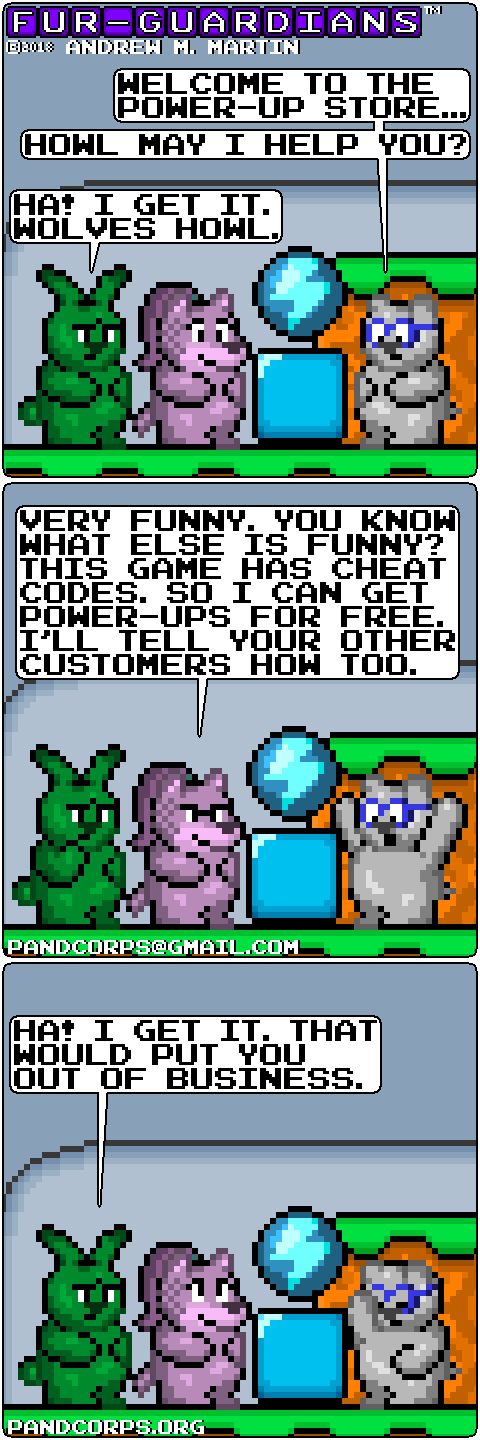 FUR-GUARDIANS™
©2018 ANDREW M. MARTIN
WELCOME TO THE
POWER-UP STORE...
HOWL MAY I HELP YOU?
HA! I GET IT.
WOLVES HOWL.
VERY FUNNY. YOU KNOW
WHAT ELSE IS FUNNY?
THIS GAME HAS CHEAT
CODES. SO I CAN GET
POWER-UPS FOR FREE.
I'LL TELL YOUR OTHER
CUSTOMERS HOW TOO.
PANDCORPS@GMAIL.COM
HA! I GET IT. THAT
WOULD PUT YOU
OUT OF BUSINESS.
PANDCORPS.ORG